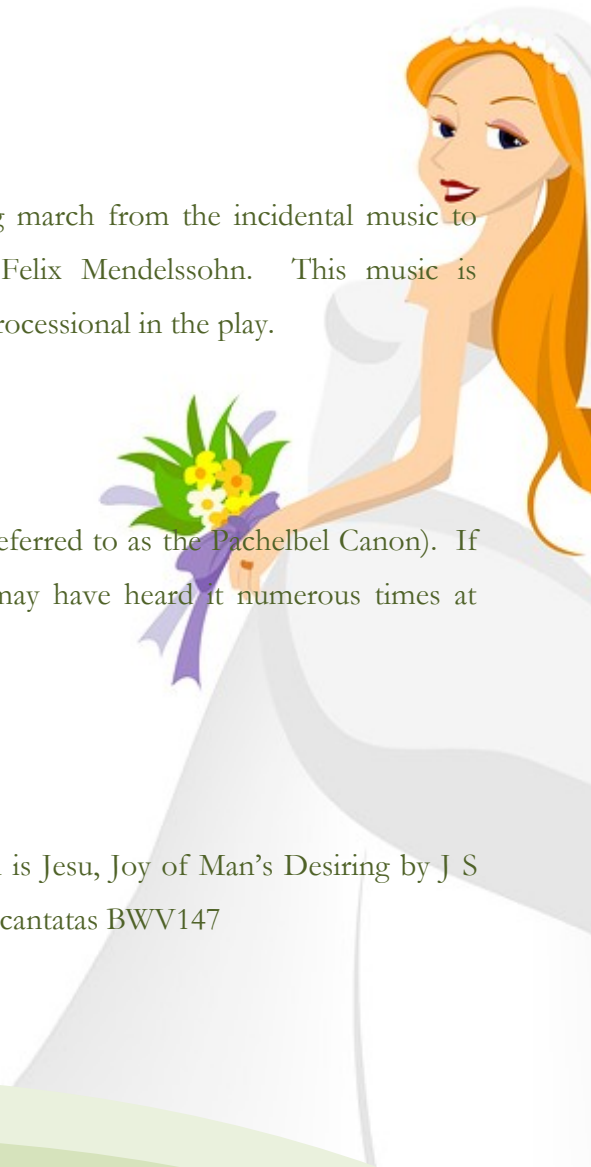 march from the incidental music to
Felix Mendelssohn. This music is
rocessional in the play.
eferred to as the Pachelbel Canon). If
may have heard it numerous times at
is Jesu, Joy of Man's Desiring by J S
cantatas BWV147